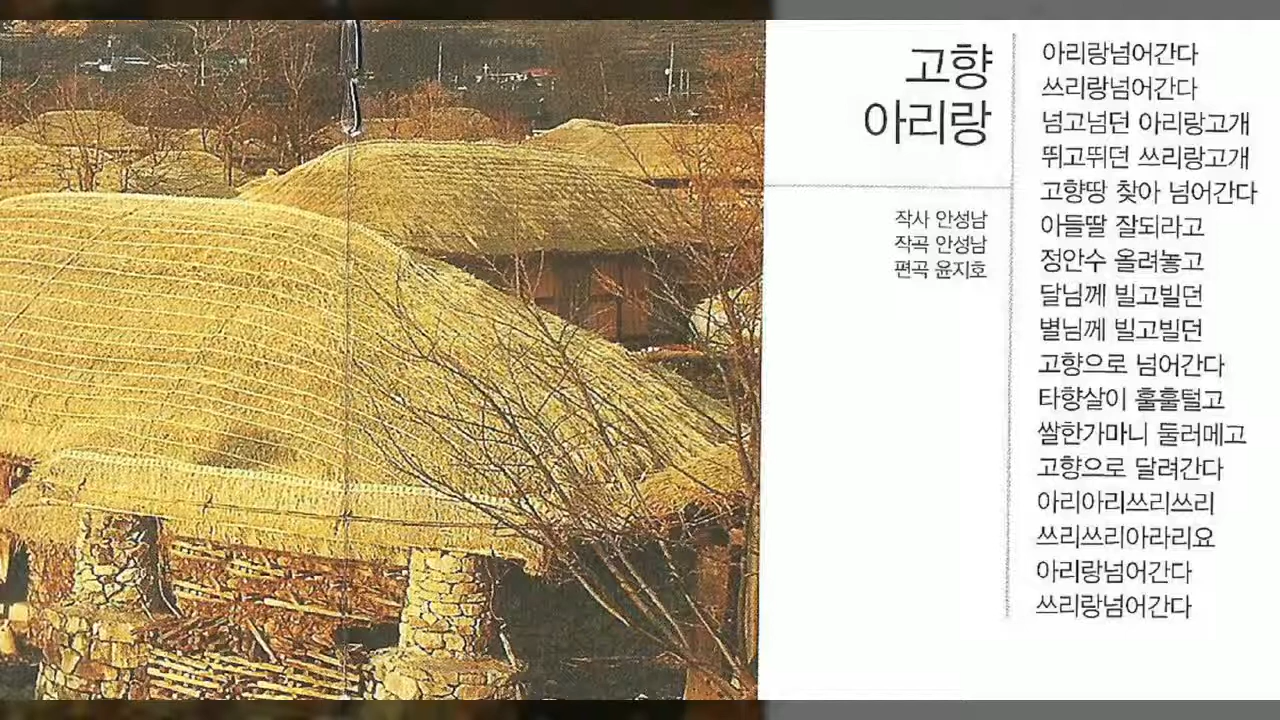 고향
아리랑
작사 안성남
작곡 안성남
편곡 윤지호
아리랑넘어간다
쓰리랑넘어간다
넘고넘던 아리랑고개
뛰고뛰던 쓰리랑고개
고향땅 찾아 넘어간다
아들딸 잘되라고
정안수 올려놓고
달님께 빌고빌던
별님께 빌고빌던
고향으로 넘어간다
타향살이 훌훌털고
쌀한가마니 둘러메고
고향으로 달려간다
아리아리쓰리쓰리
쓰리쓰리아라리요
아리랑넘어간다
쓰리랑넘어간다